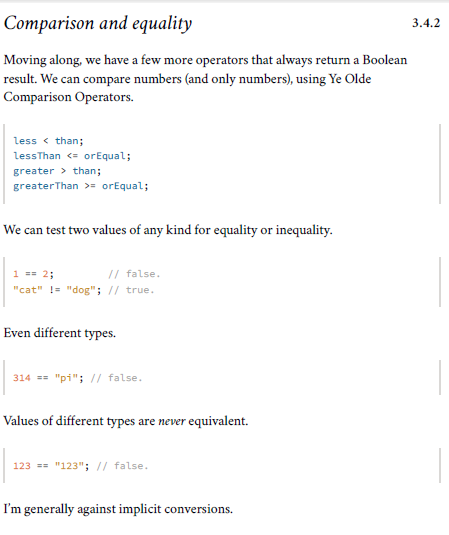 Comparison and equality 3.4.2
Moving along, we have a few more operators that always return a Boolean
result. We can compare numbers (and only numbers), using Ye Olde
Comparison Operators.
less < than;
lessThan <= orEqual;
greater > than;
greaterThan >= orEqual;
We can test two values of any kind for equality or inequality.
1 == 2; // false.
"cat" != "dog"; // true.
Even different types.
314 == "pi"; // false.
Values of different types are never equivalent.
123 == "123"; // false.
I'm generally against implicit conversions.